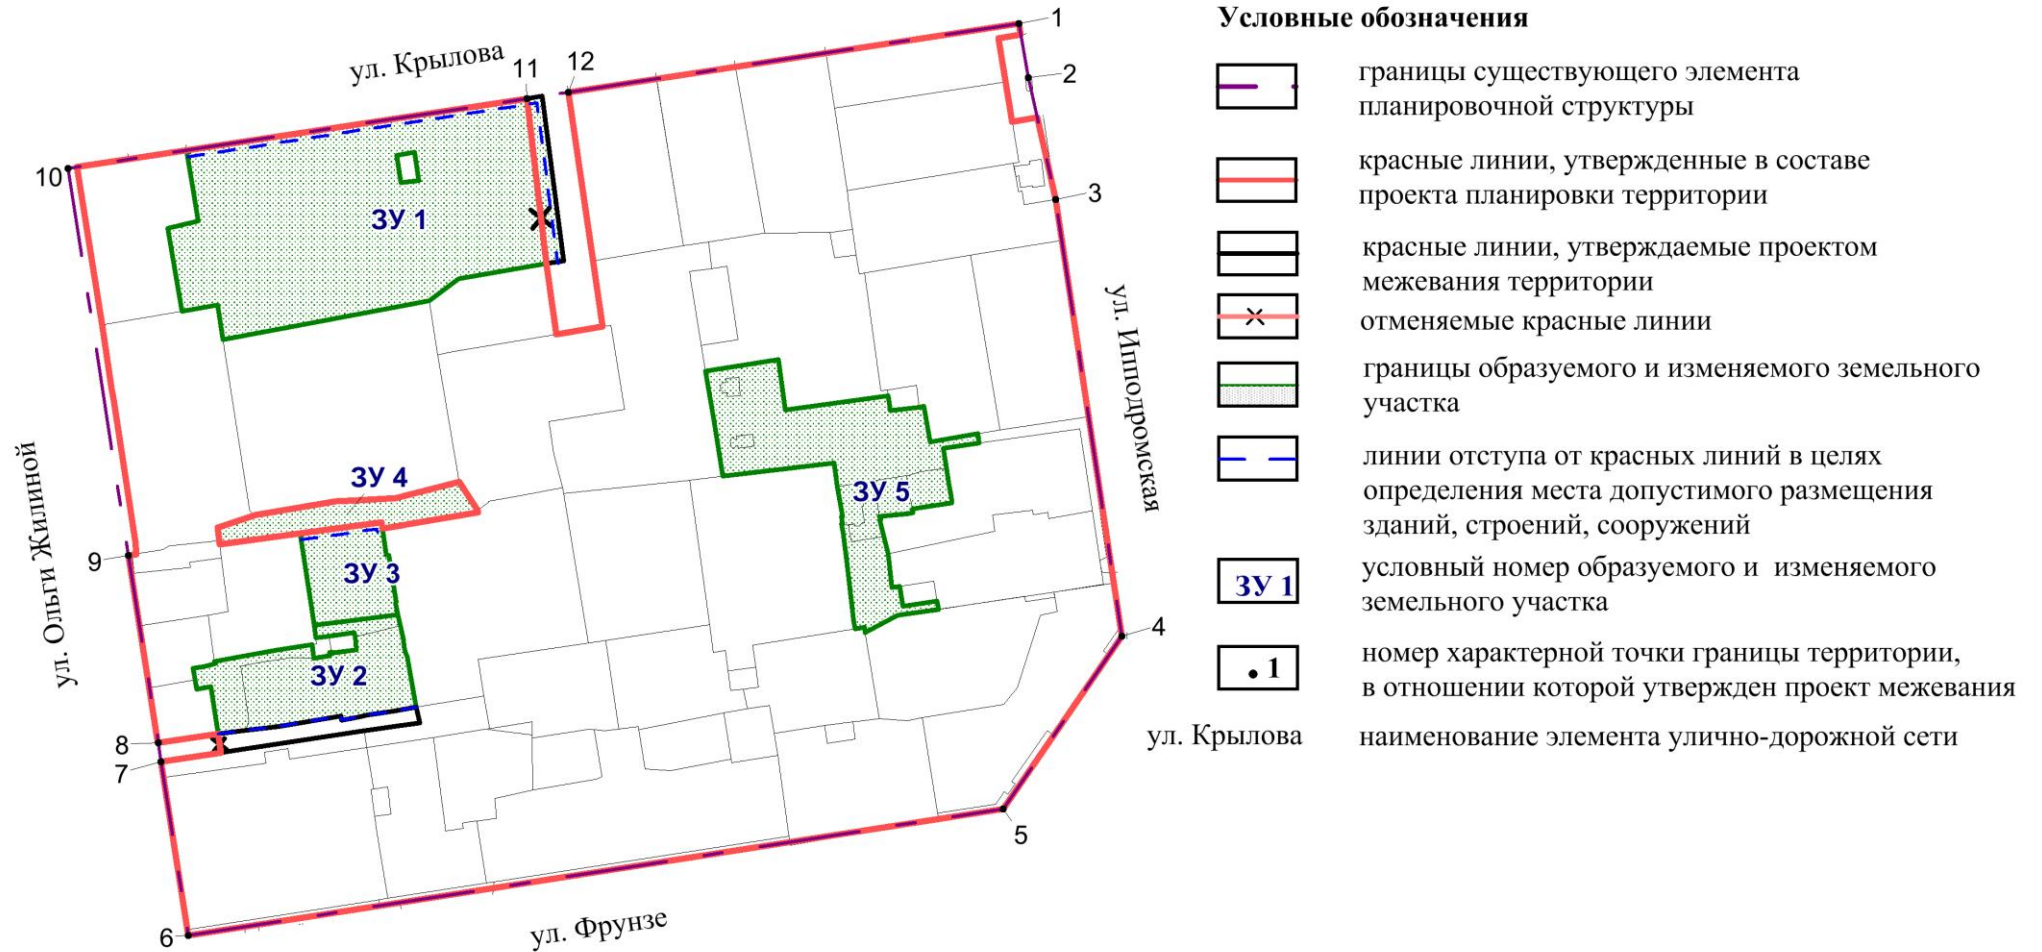 ул. Крылова
11
12
1
2
3
10
ЗУ 1
ул. Ипподромская
ул. Ольги Жилиной
ЗУ 4
ЗУ 5
9
ЗУ 3
ЗУ 2
4
8
7
5
6
ул. Фрунзе
Условные обозначения
границы существующего элемента
планировочной структуры
красные линии, утвержденные в составе
проекта планировки территории
красные линии, утверждаемые проектом
межевания территории
отменяемые красные линии
границы образуемого и изменяемого земельного
участка
линии отступа от красных линий в целях
определения места допустимого размещения
зданий, строений, сооружений
ЗУ 1
условный номер образуемого и изменяемого
земельного участка
1
номер характерной точки границы территории,
в отношении которой утвержден проект межевания
ул. Крылова
наименование элемента улично-дорожной сети